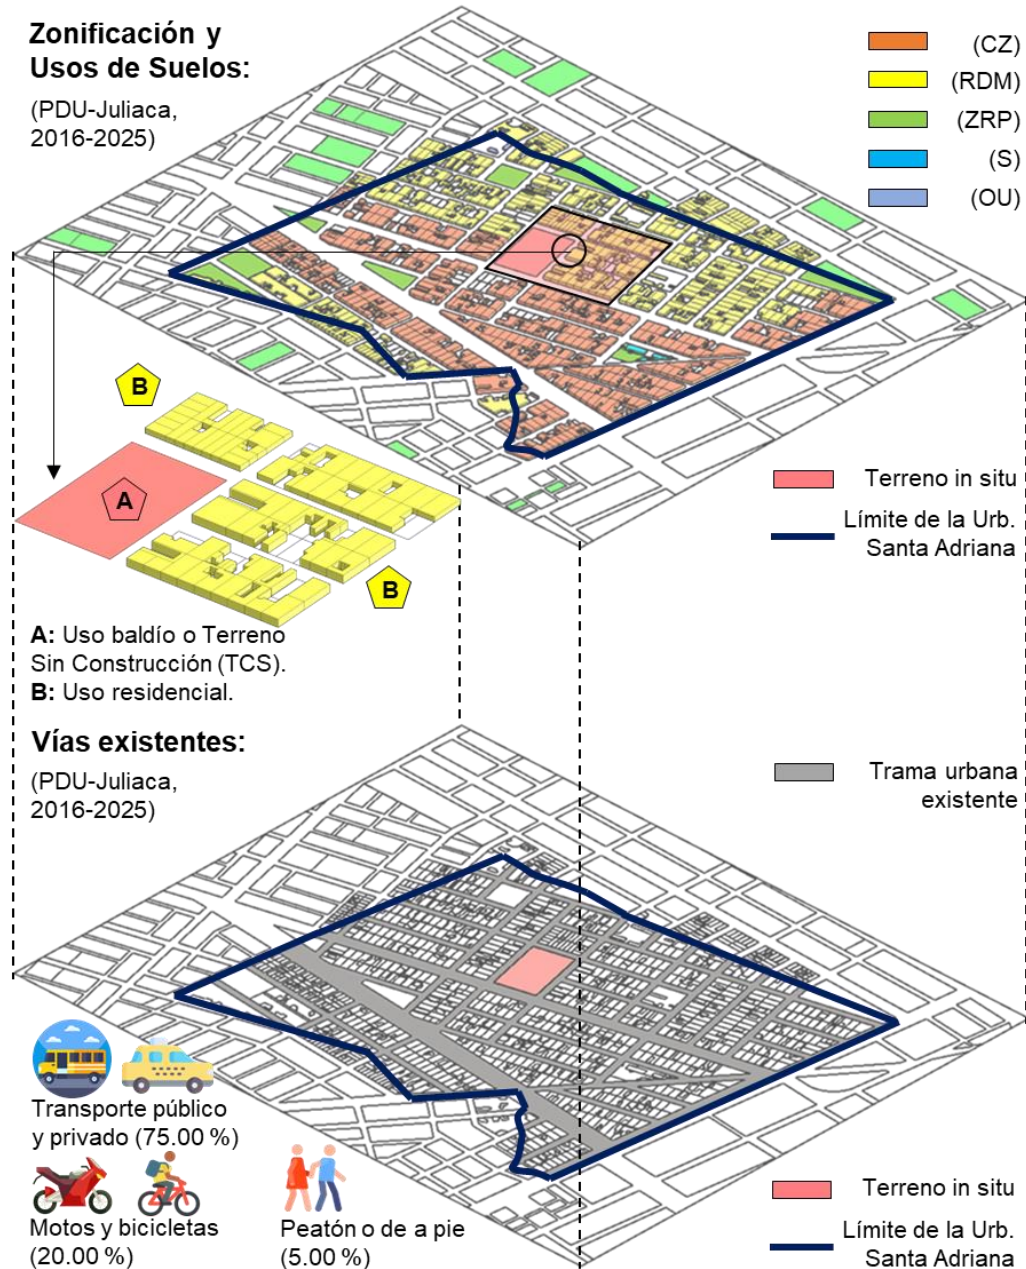 Zonificación y
Usos de Suelos:
(PDU-Juliaca,
2016-2025)
(CZ)
(RDM)
(ZRP)
(S)
(OU)
B
A
B
Terreno in situ
Límite de la Urb.
Santa Adriana
A: Uso baldío o Terreno
Sin Construcción (TCS).
B: Uso residencial.
Vías existentes:
(PDU-Juliaca,
2016-2025)
Trama urbana
existente
Transporte público
y privado (75.00 %)
Motos y bicicletas
(20.00 %)
Peatón o de a pie
(5.00 %)
Terreno in situ
Límite de la Urb.
Santa Adriana